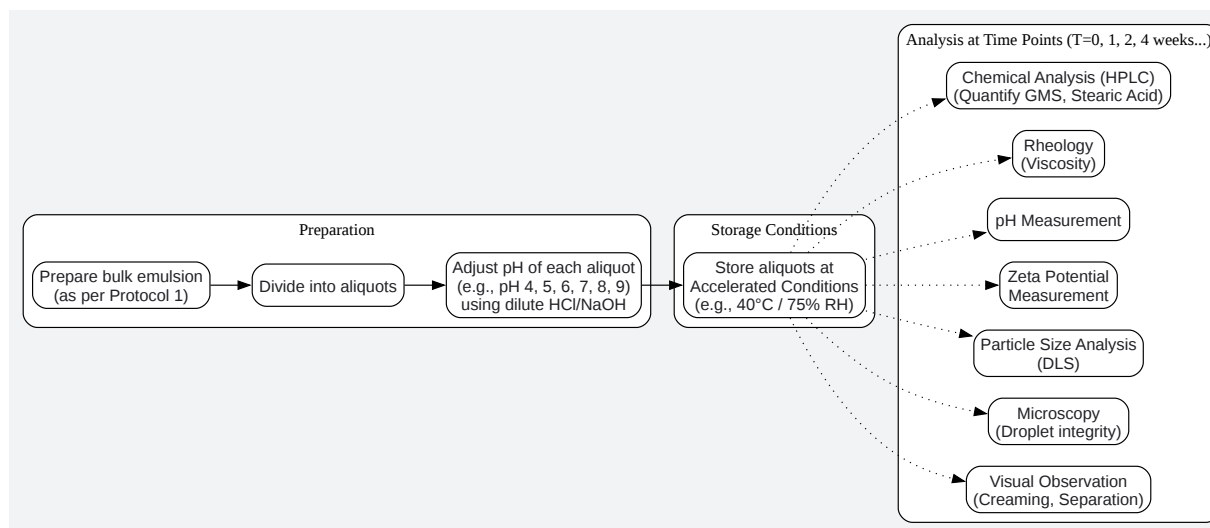 Preparation
Prepare bulk emulsion
(as per Protocol 1)
Divide into aliquots
Adjust pH of each aliquot
(e.g., pH 4, 5, 6, 7, 8, 9)
using dilute HCl/NaOH
Storage Conditions
Store aliquots at
Accelerated Conditions
(e.g., 40°C / 75% RH)
Analysis at Time Points (T=0, 1, 2, 4 weeks...)
Chemical Analysis (HPLC)
(Quantify GMS, Stearic Acid)
Rheology
(Viscosity)
pH Measurement
Zeta Potential
Measurement
Particle Size Analysis
(DLS)
Microscopy
(Droplet integrity)
Visual Observation
(Creaming, Separation)